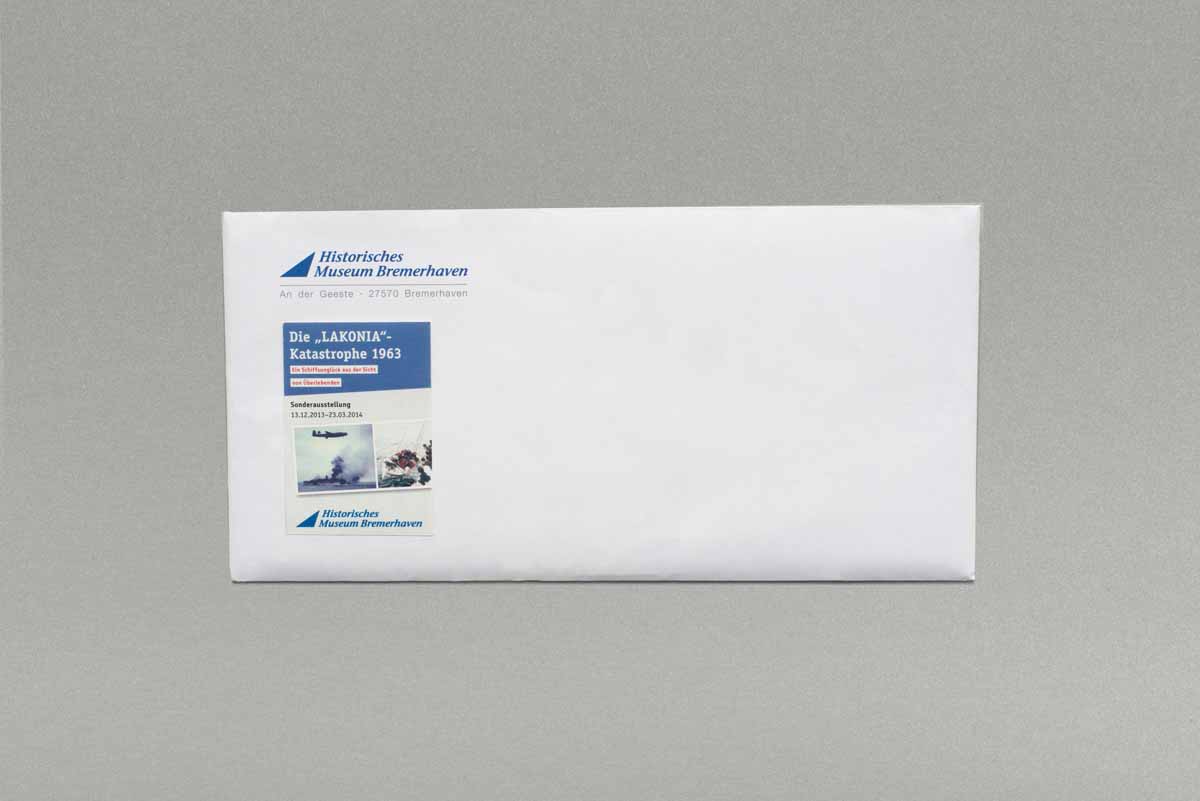 Historisches
Museum Bremerhaven
An der Geeste · 27570 Bremerhaven
Die „LAKONIA“-
Katastrophe 1963
Ein Schiffsunglück aus der Sicht
von Überlebenden
Sonderausstellung
13.12.2013–23.03.2014
Historisches
Museum Bremerhaven